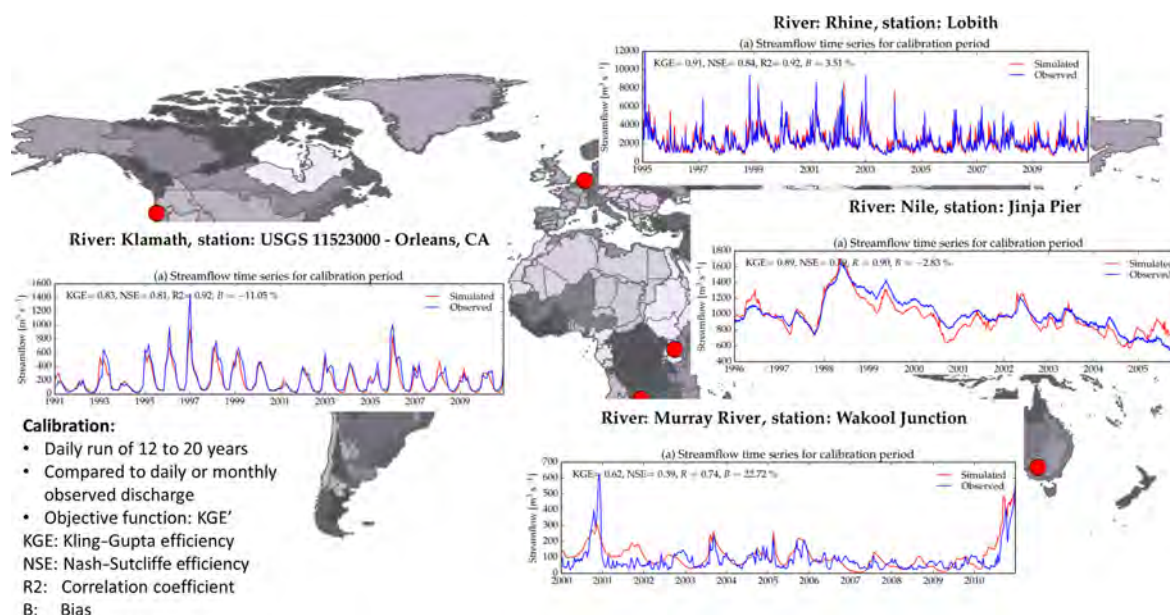 River: Rhine, station: Lobith
(a) Streamflow time series for calibration period
KGE= 0.91, NSE= 0.84, R2= 0.92, B = 3.51 %
Simulated
Observed
Streamflow [m³ s⁻¹]
12000
10000
8000
6000
4000
2000
0
1995 1997 1999 2001 2003 2005 2007 2009
River: Nile, station: Jinja Pier
(a) Streamflow time series for calibration period
KGE= 0.89, NSE= R = 0.90, B = −2.83 %
Simulated
Observed
Streamflow [m³ s⁻¹]
1800
1600
1400
1200
1000
800
600
400
1996 1997 1998 1999 2000 2001 2002 2003 2004 2005
River: Klamath, station: USGS 11523000 - Orleans, CA
(a) Streamflow time series for calibration period
KGE= 0.83, NSE= 0.81, R2= 0.92, B = −11.05 %
Simulated
Observed
Streamflow [m³ s⁻¹]
1600
1400
1200
1000
800
600
400
200
0
1991 1993 1995 1997 1999 2001 2003 2005 2007 2009
River: Murray River, station: Wakool Junction
(a) Streamflow time series for calibration period
KGE= 0.62, NSE= 0.39, R = 0.74, B = 22.72 %
Simulated
Observed
Streamflow [m³ s⁻¹]
700
600
500
400
300
200
100
0
2000 2001 2002 2003 2004 2005 2006 2007 2008 2009 2010
Calibration:
• Daily run of 12 to 20 years
• Compared to daily or monthly
observed discharge
• Objective function: KGE’
KGE: Kling–Gupta efficiency
NSE: Nash–Sutcliffe efficiency
R2: Correlation coefficient
B: Bias